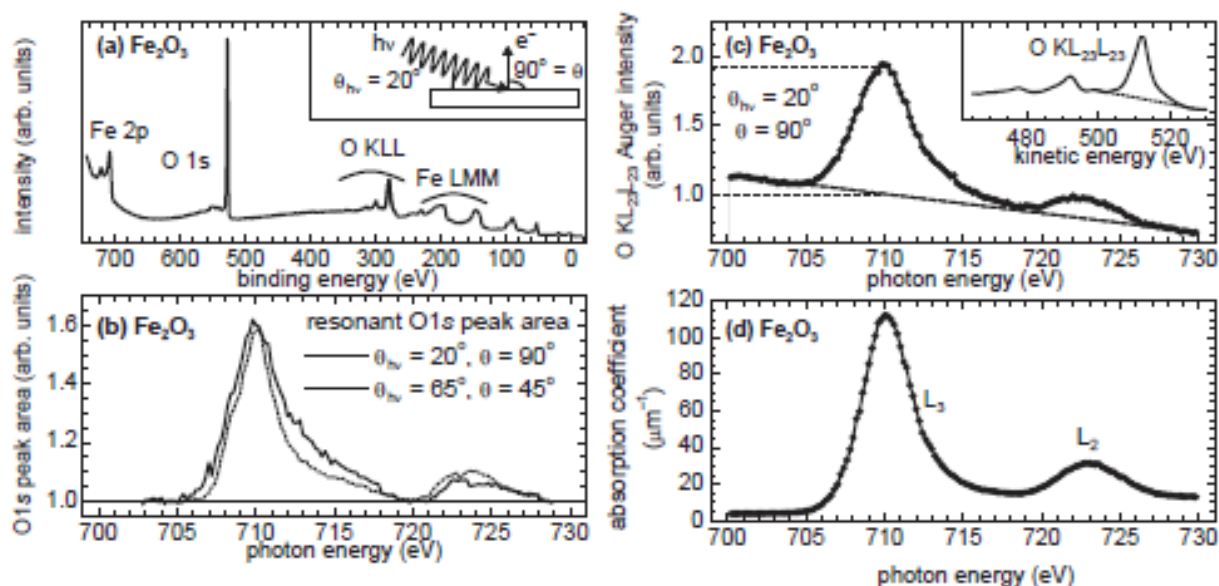 (a) Fe₂O₃
hν
e⁻
θhν = 20°
90° = θ
Fe 2p
O 1s
O KLL
Fe LMM
intensity (arb. units)
700 600 500 400 300 200 100 0
binding energy (eV)
(b) Fe₂O₃
resonant O1s peak area
θhν = 20°, θ = 90°
θhν = 65°, θ = 45°
O1s peak area (arb. units)
1.6
1.4
1.2
1.0
700 705 710 715 720 725 730
photon energy (eV)
(c) Fe₂O₃
O KL₂₃L₂₃
θhν = 20°
θ = 90°
480 500 520
kinetic energy (eV)
O KL₂₃L₂₃ Auger intensity
(arb. units)
2.0
1.5
1.0
700 705 710 715 720 725 730
photon energy (eV)
(d) Fe₂O₃
L₃
L₂
absorption coefficient
(μm⁻¹)
120
100
80
60
40
20
0
700 705 710 715 720 725 730
photon energy (eV)